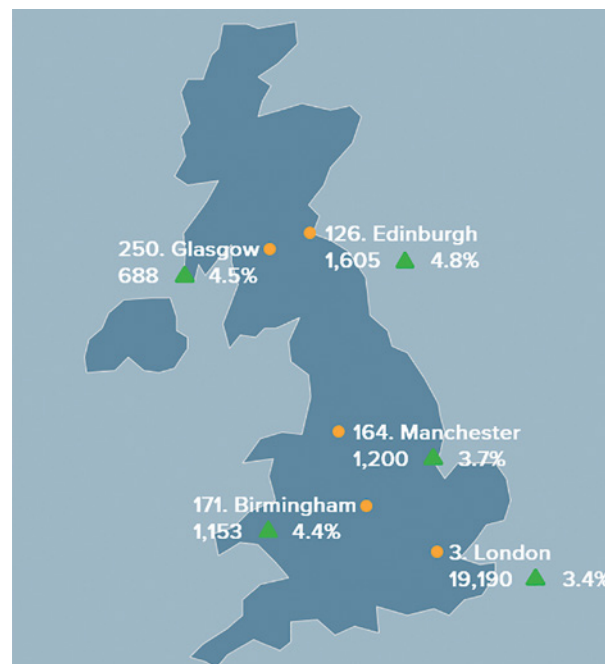 126. Edinburgh
1,605 ▲ 4.8%
250. Glasgow
688 ▲ 4.5%
164. Manchester
1,200 ▲ 3.7%
171. Birmingham
1,153 ▲ 4.4%
3. London
19,190 ▲ 3.4%